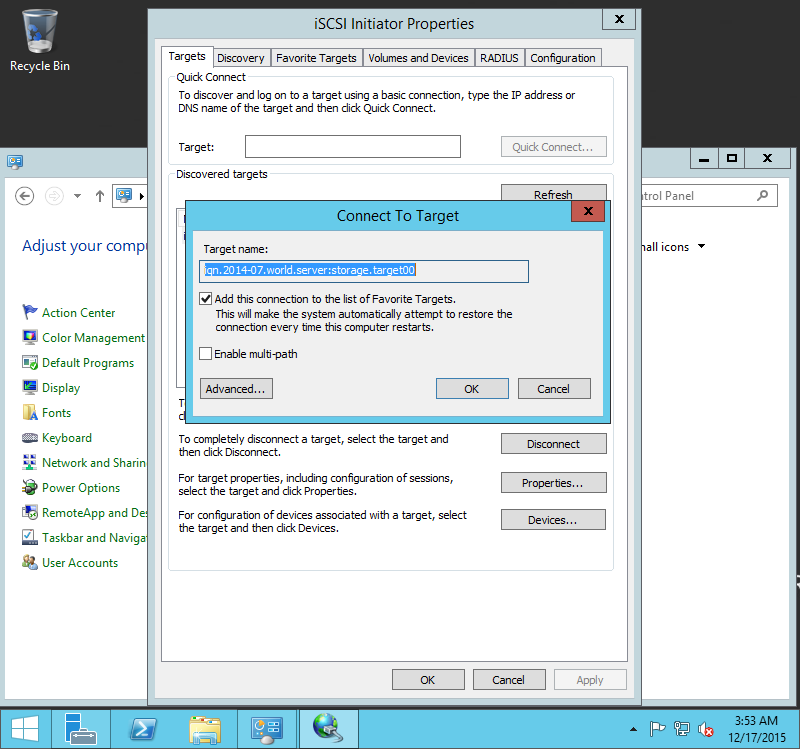 Recycle Bin
iSCSI Initiator Properties
Targets
Discovery
Favorite Targets
Volumes and Devices
RADIUS
Configuration
Quick Connect
To discover and log on to a target using a basic connection, type the IP address or
DNS name of the target and then click Quick Connect.
Target:
Quick Connect...
Discovered targets
Refresh
Connect To Target
Target name:
iqn.2014-07.world.server:storage.target00
Add this connection to the list of Favorite Targets.
This will make the system automatically attempt to restore the
connection every time this computer restarts.
Enable multi-path
Advanced...
OK
Cancel
To completely disconnect a target, select the target and
then click Disconnect.
Disconnect
For target properties, including configuration of sessions,
select the target and click Properties.
Properties...
For configuration of devices associated with a target, select
the target and then click Devices.
Devices...
OK
Cancel
Apply
trol Panel
Adjust your compu
nall icons
Action Center
Color Management
Default Programs
Display
Fonts
Keyboard
Network and Sharin
Power Options
RemoteApp and Des
Taskbar and Naviga
User Accounts
3:53 AM
12/17/2015